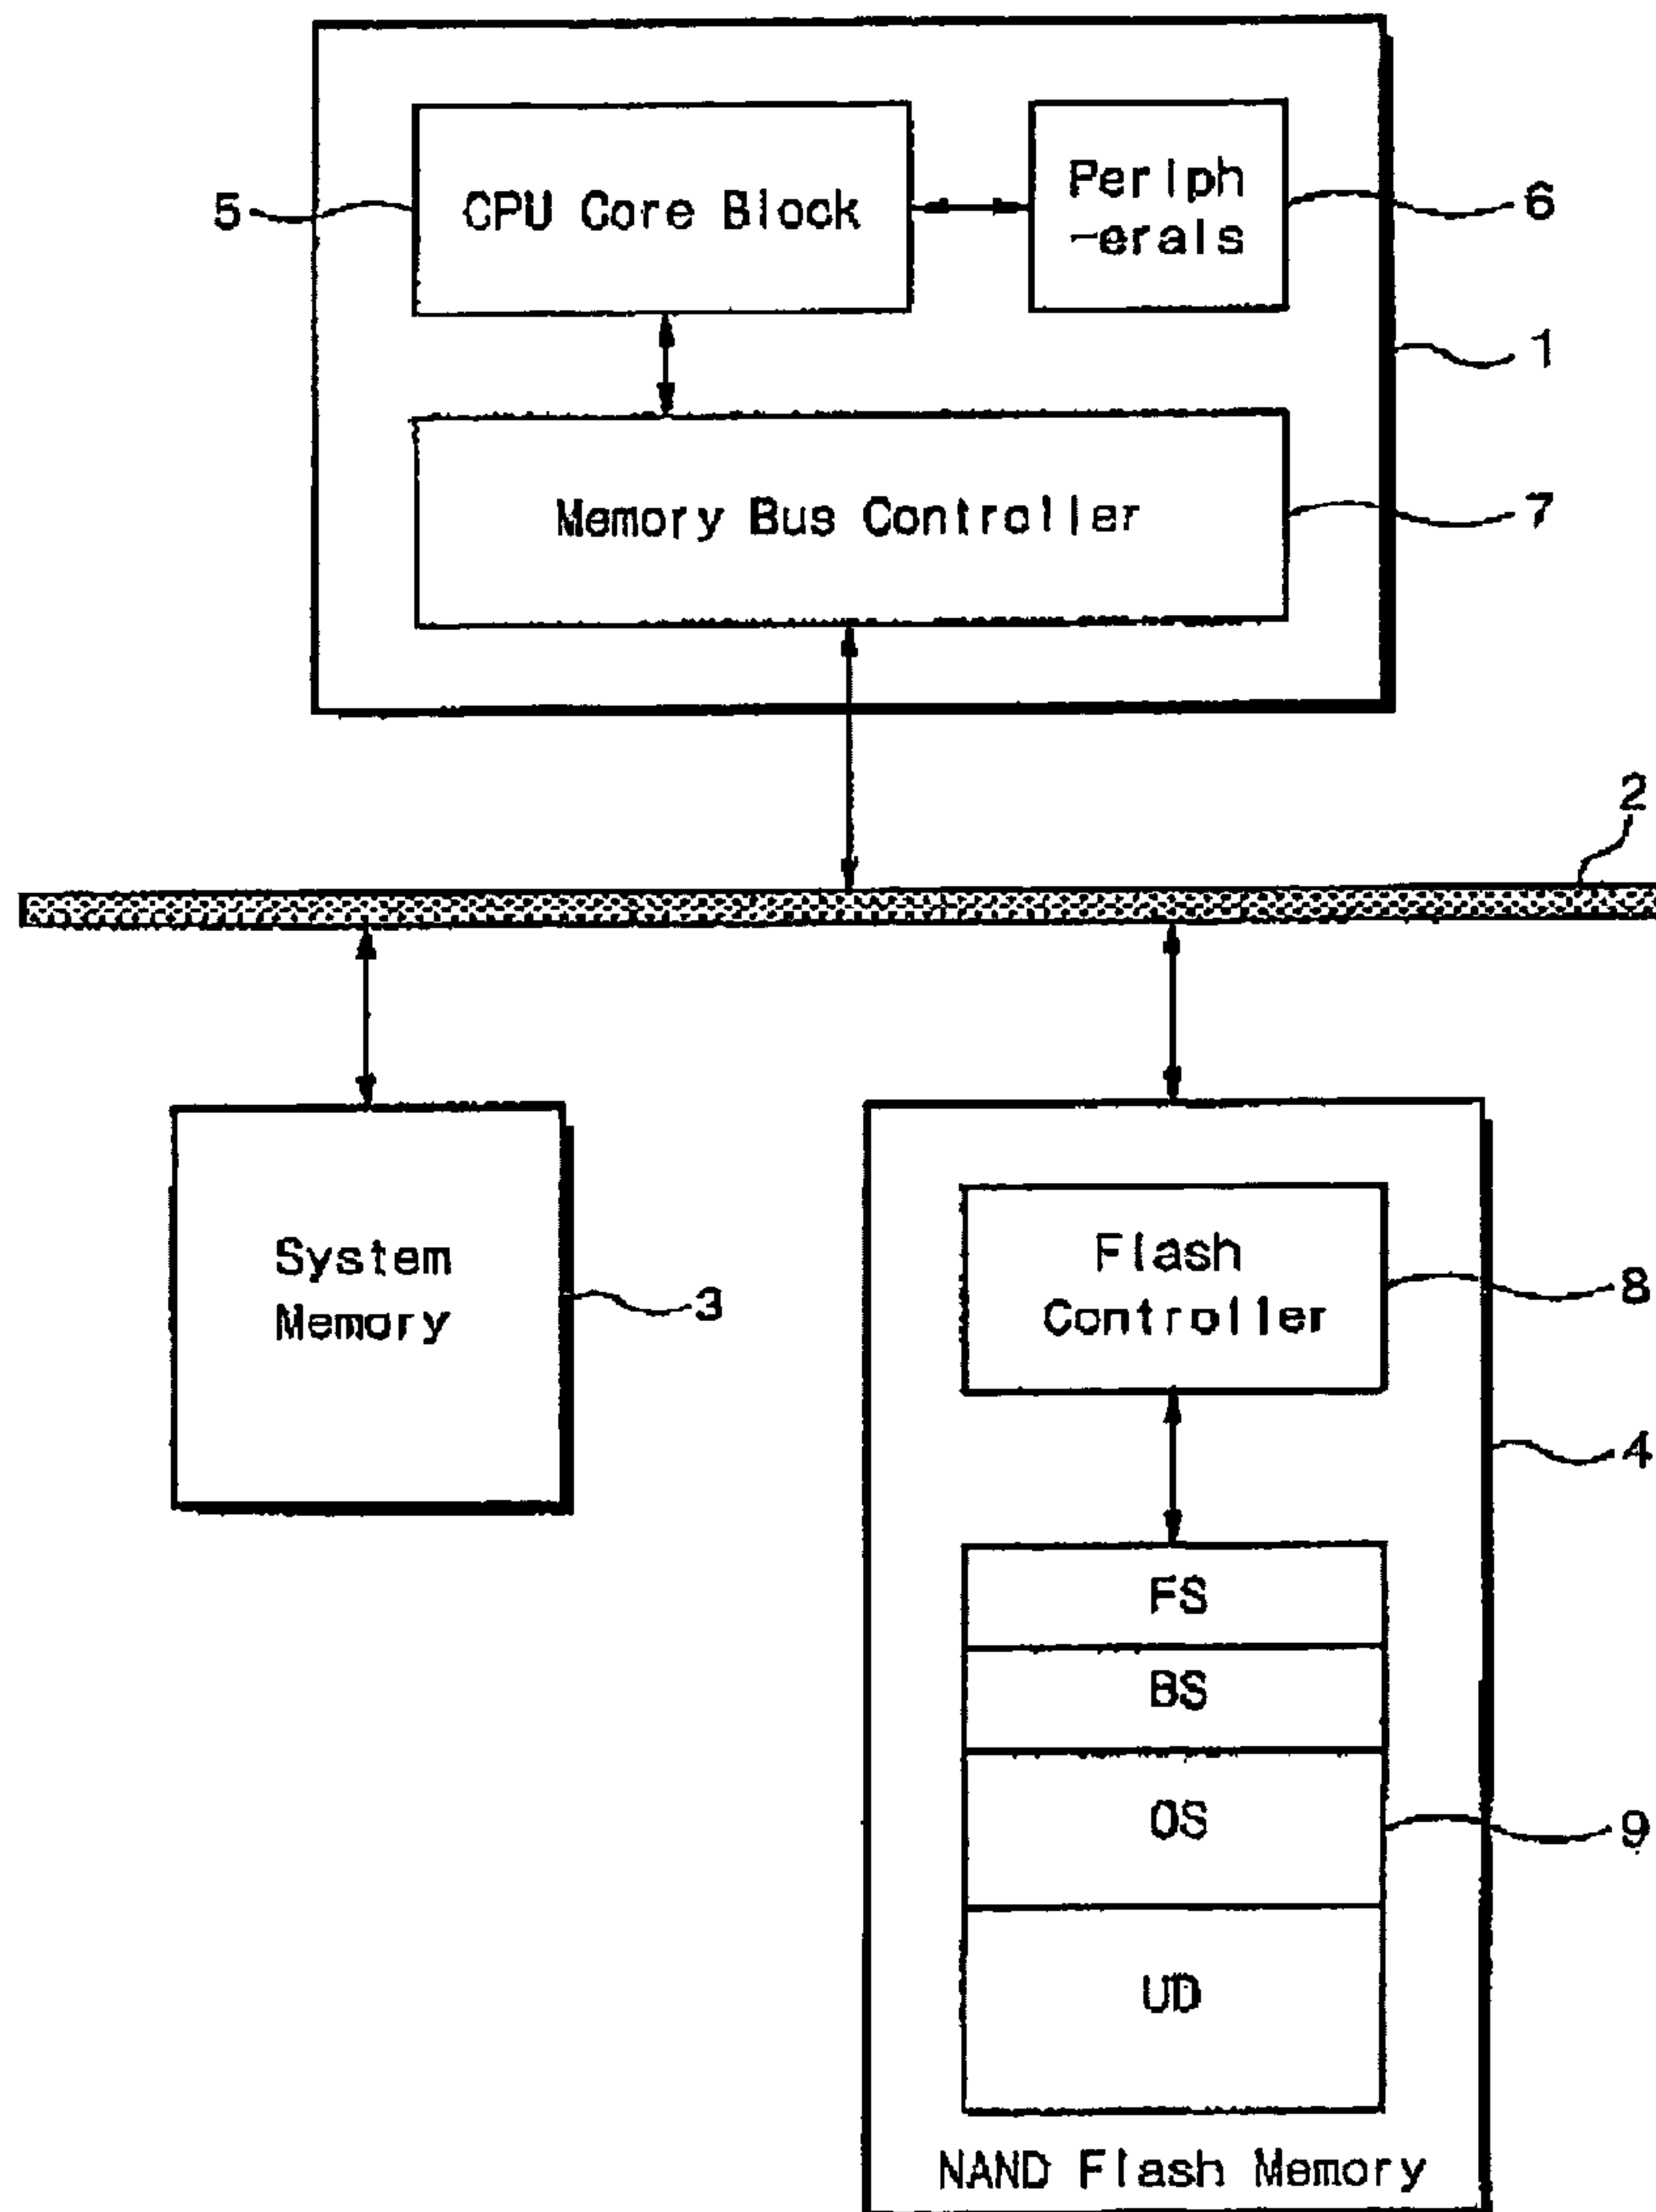 CPU Core Block
Periph
-erals
5
6
1
Memory Bus Controller
7
2
System
Memory
3
Flash
Controller
8
4
FS
BS
OS
9
UD
NAND Flash Memory